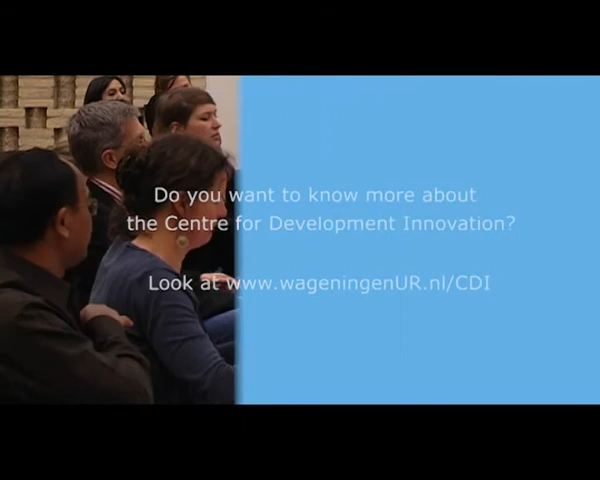 Do you want to know more about
the Centre for Development Innovation?
Look at www.wageningenUR.nl/CDI